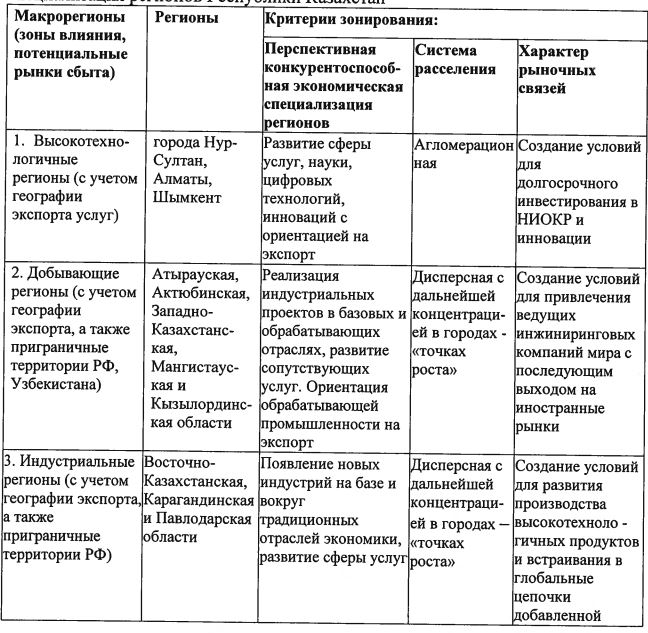 регионов Республики Казахстан
Макрорегионы
(зоны влияния,
потенциальные
рынки сбыта)
Регионы
Критерии зонирования:
Перспективная
конкурентоспособ-
ная экономическая
специализация
регионов
Система
расселения
Характер
рыночных
связей
1. Высокотехно-
логичные
регионы (с учетом
географии
экспорта услуг)
города Нур-
Султан,
Алматы,
Шымкент
Развитие сферы
услуг, науки,
цифровых
технологий,
инноваций с
ориентацией на
экспорт
Агломерацион
ная
Создание условий
для
долгосрочного
инвестирования в
НИОКР и
инновации
2. Добывающие
регионы (с учетом
географии
экспорта, а также
приграничные
территории РФ,
Узбекистана)
Атырауская,
Актюбинская,
Западно-
Казахстанс-
кая,
Мангистаус-
кая и
Кызылординс-
кая области
Реализация
индустриальных
проектов в базовых и
обрабатывающих
отраслях, развитие
сопутствующих
услуг. Ориентация
обрабатывающей
промышленности на
экспорт
Дисперсная с
дальнейшей
концентраци-
ей в городах -
«точках
роста»
Создание условий
для привлечения
ведущих
инжиниринговых
компаний мира с
последующим
выходом на
иностранные
рынки
3. Индустриальные
регионы (с учетом
географии экспорта,
а также
приграничные
территории РФ)
Восточно-
Казахстанская,
Карагандинская
и Павлодарская
области
Появление новых
индустрий на базе и
вокруг
традиционных
отраслей экономики,
развитие сферы услуг
Дисперсная с
дальнейшей
концентраци-
ей в городах –
«точках
роста»
Создание условий
для развития
производства
высокотехноло -
гичных продуктов
и встраивания в
глобальные
цепочки
добавленной